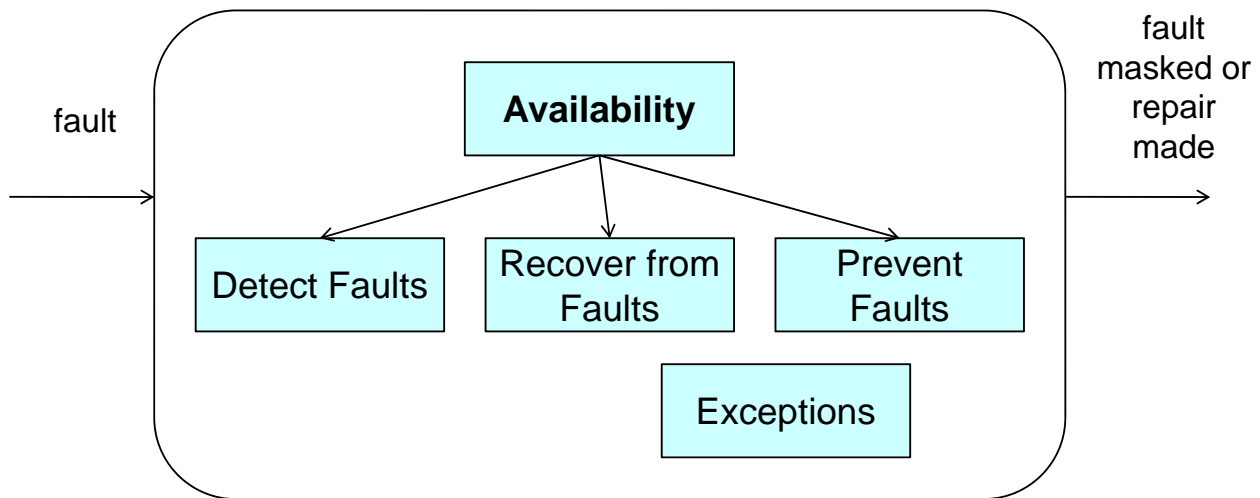 fault
Availability
Detect Faults
Recover from
Faults
Prevent
Faults
Exceptions
fault
masked or
repair
made